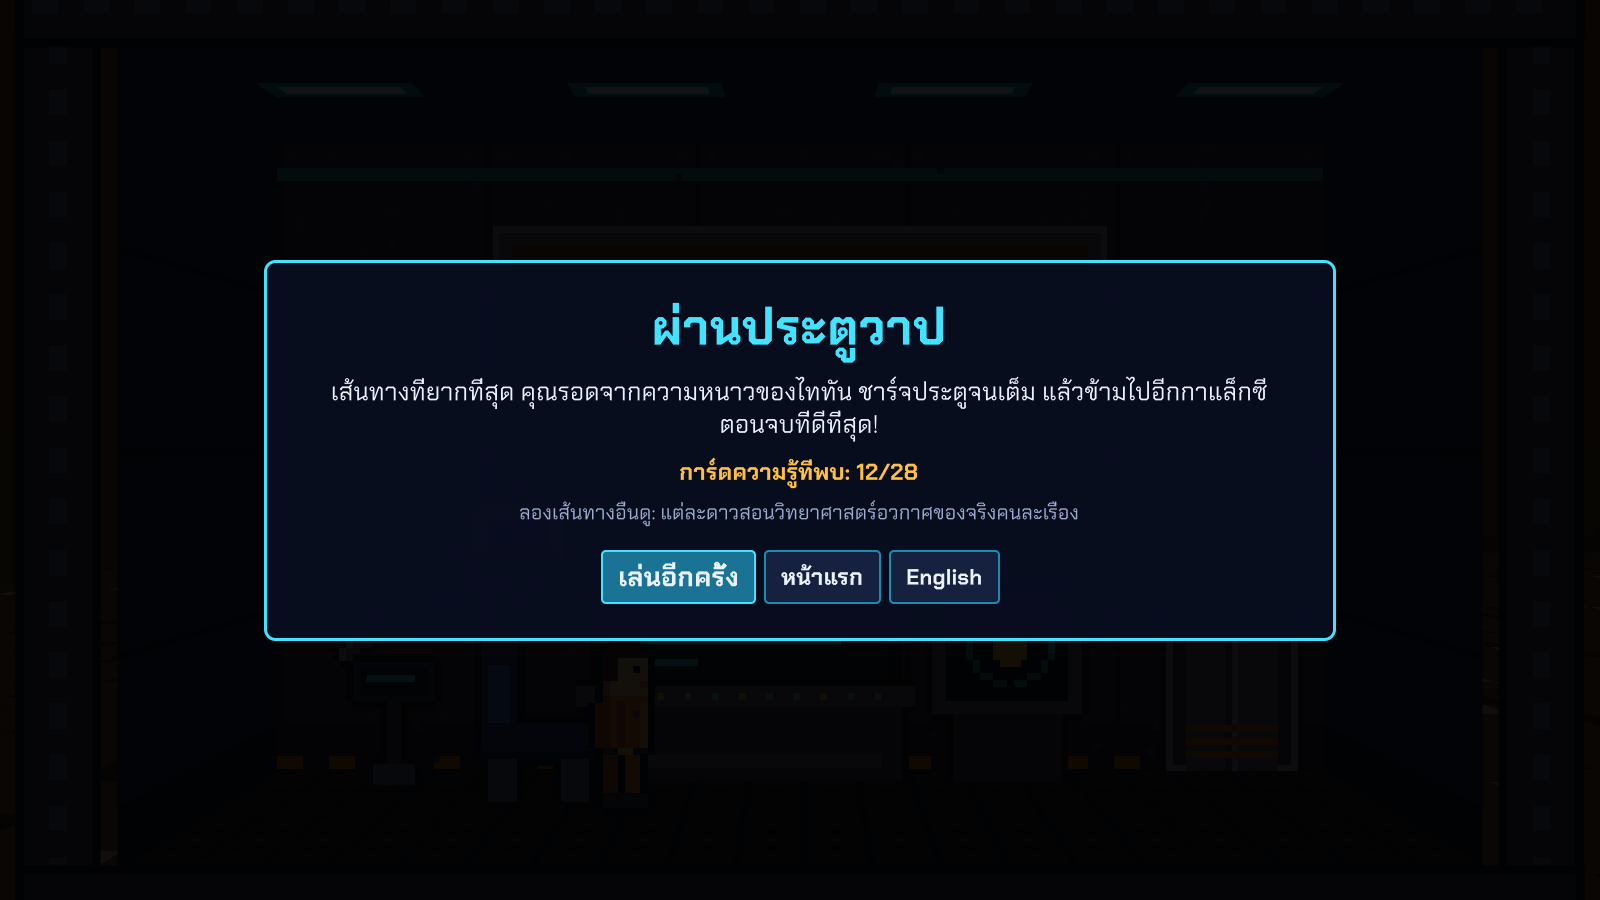 ผ่านประตูวาป
เส้นทางที่ยากที่สุด คุณรอดจากความหนาวของไททัน ชาร์จประตูจนเต็ม แล้วข้ามไปอีกกาแล็กซี
ตอนจบที่ดีที่สุด!
การ์ดความรู้ที่พบ: 12/28
ลองเส้นทางอื่นดู: แต่ละดาวสอนวิทยาศาสตร์อวกาศของจริงคนละเรื่อง
เล่นอีกครั้ง
หน้าแรก
English